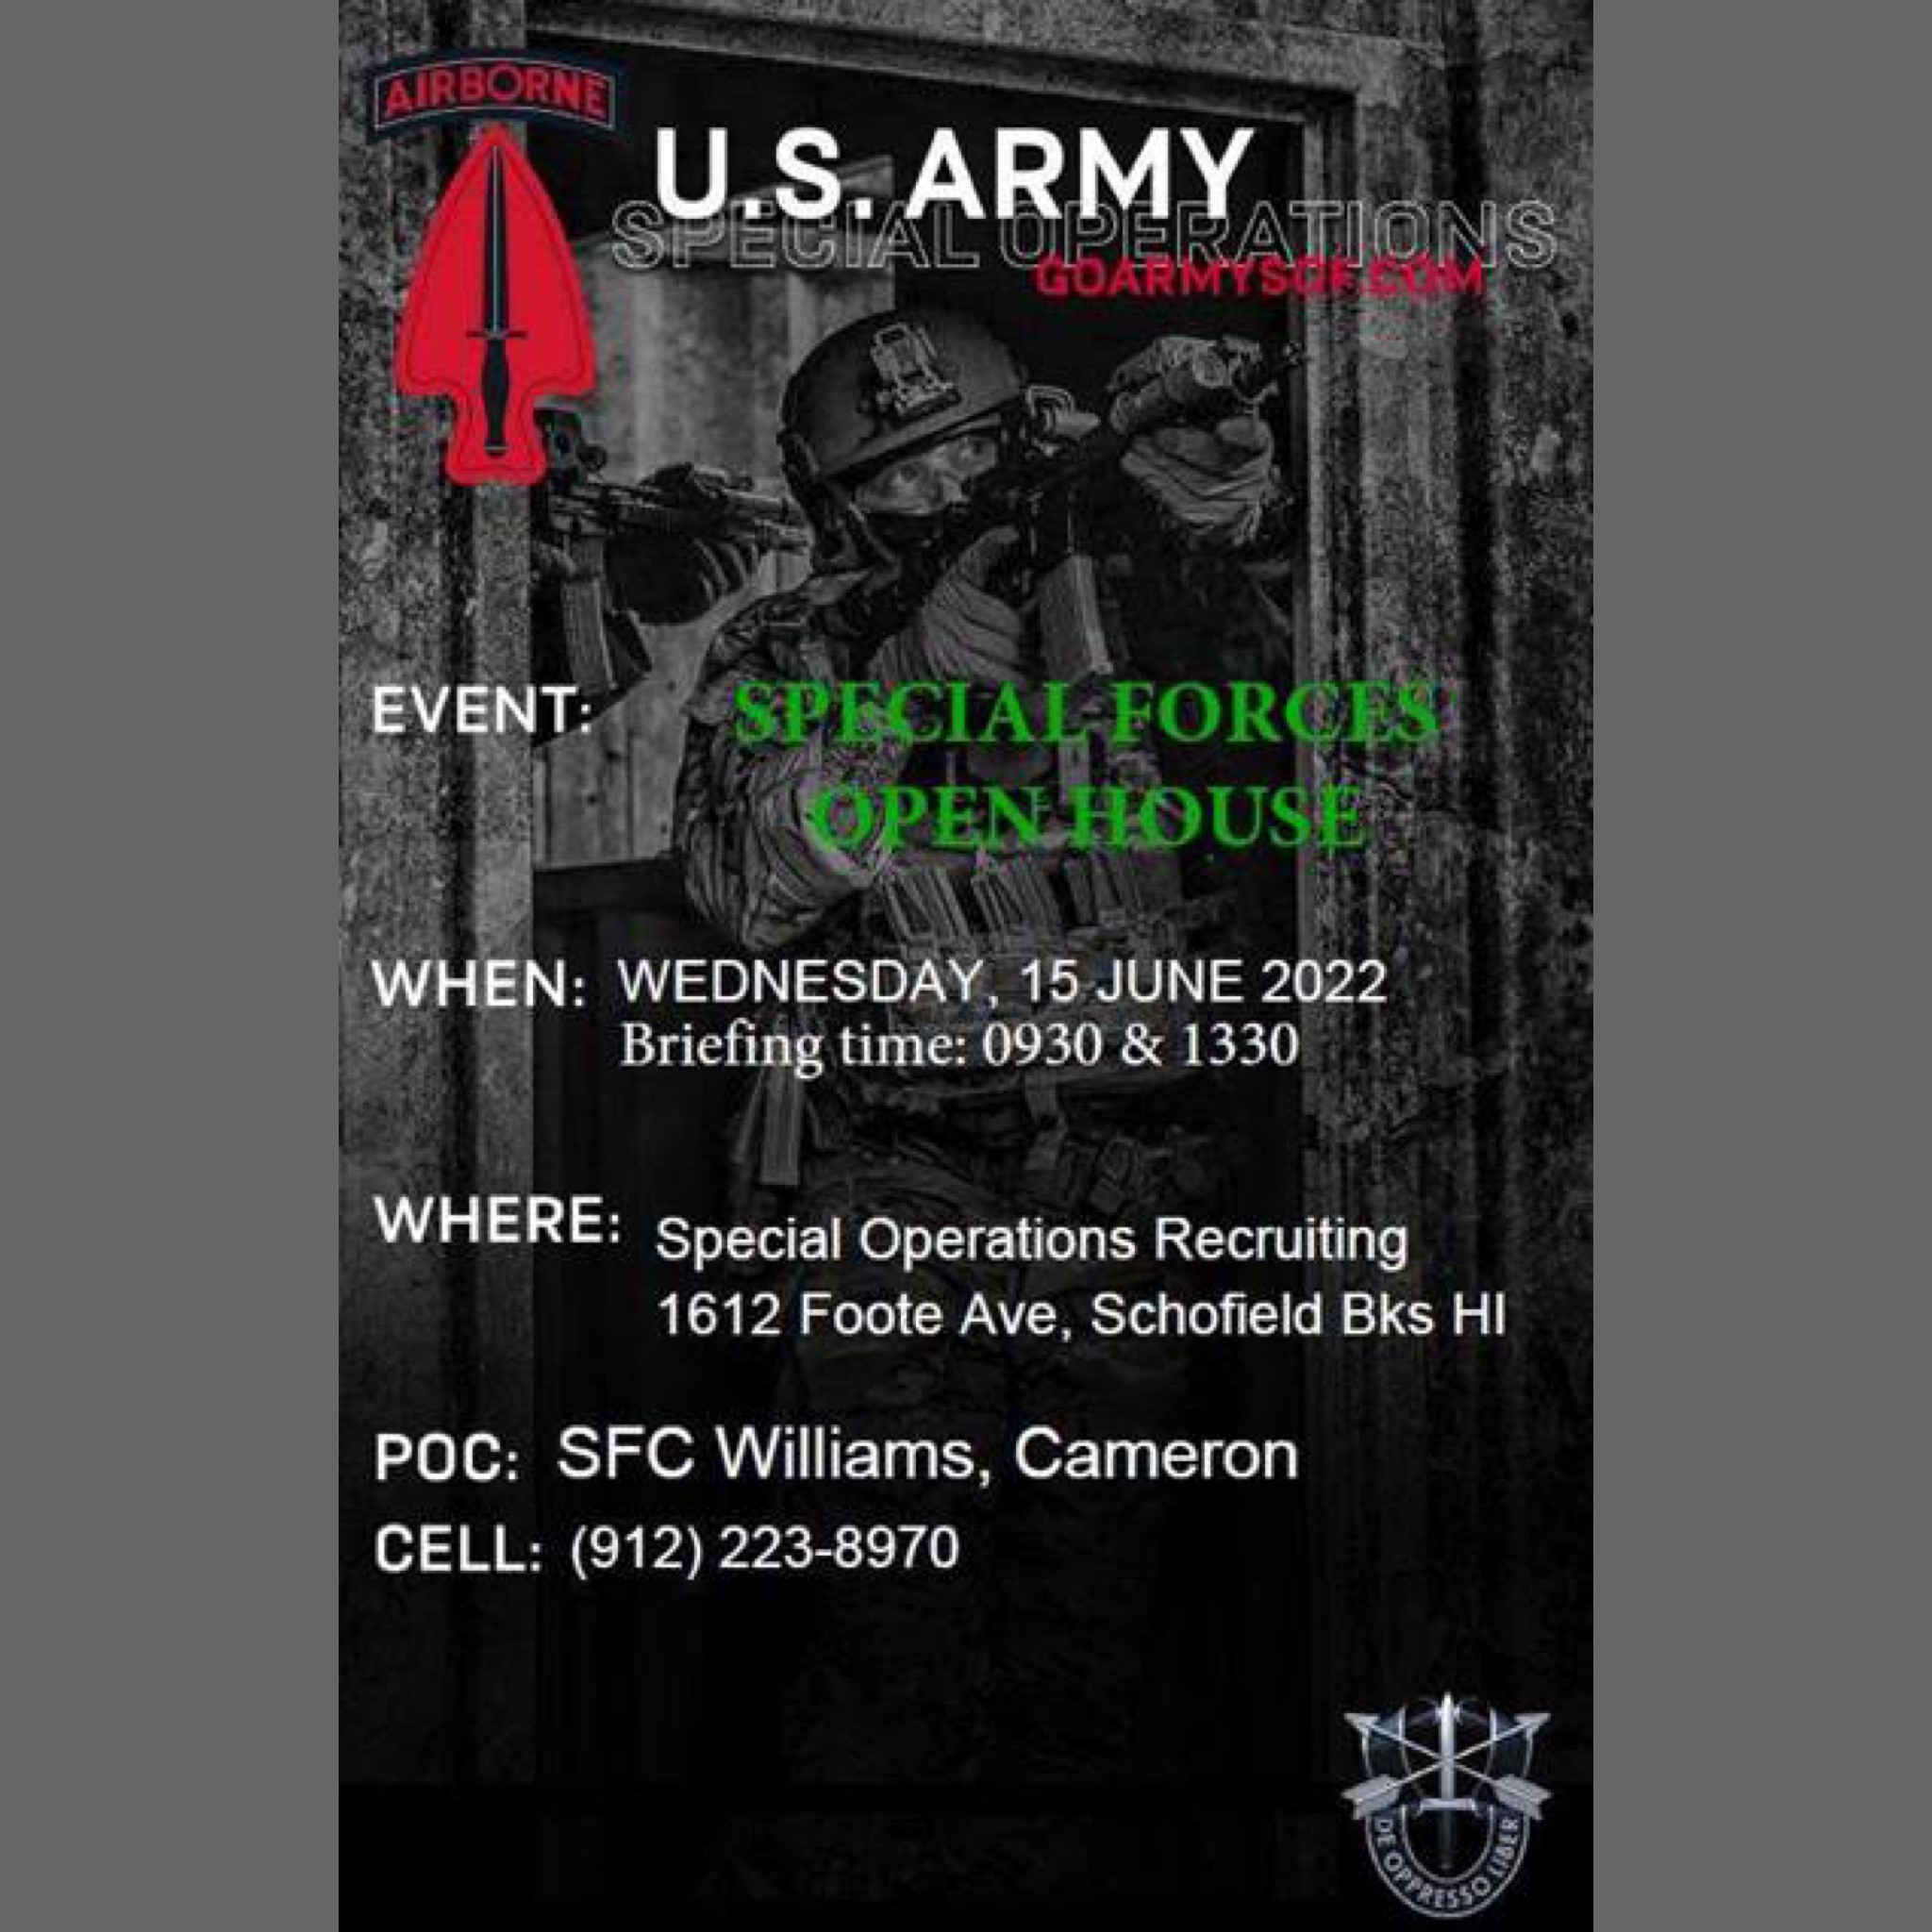 AIRBORNE
U.S. ARMY
SPECIAL OPERATIONS
GOARMYSOF.COM
EVENT: SPECIAL FORCES
OPEN HOUSE
WHEN: WEDNESDAY, 15 JUNE 2022
Briefing time: 0930 & 1330
WHERE: Special Operations Recruiting
1612 Foote Ave, Schofield Bks HI
POC: SFC Williams, Cameron
CELL: (912) 223-8970
DE OPPRESSO LIBER